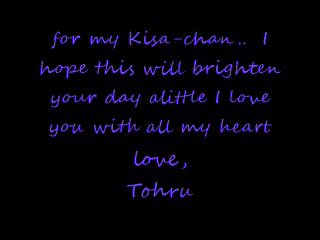 for my Kisa-chan.. I
hope this will brighten
your day alittle I love
you with all my heart
love,
Tohru